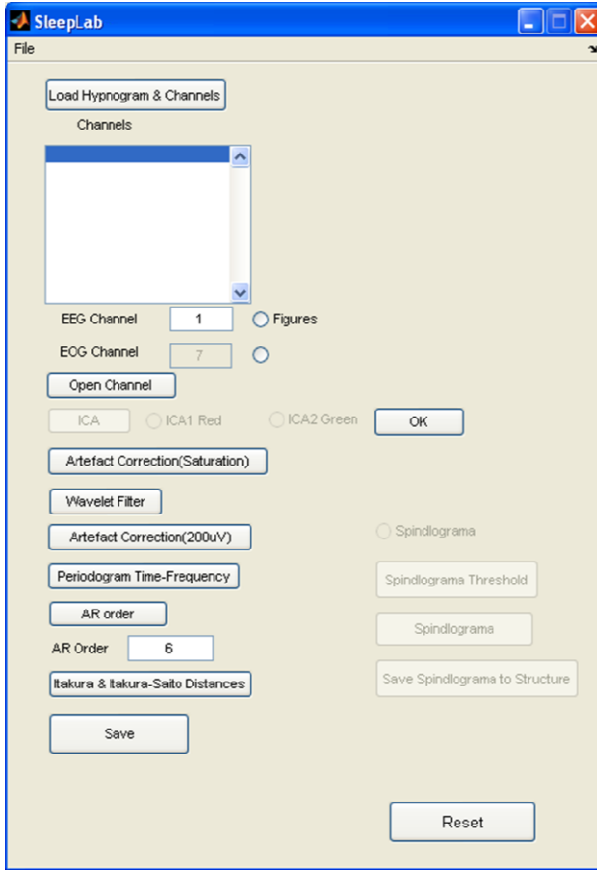 SleepLab
File
Load Hypnogram & Channels
Channels
EEG Channel 1 Figures
EOG Channel 7
Open Channel
ICA ICA1 Red ICA2 Green OK
Artefact Correction(Saturation)
Wavelet Filter
Artefact Correction(200uV) Spindlograma
Periodogram Time-Frequency Spindlograma Threshold
AR order
Spindlograma
AR Order 6
Itakura & Itakura-Saito Distances Save Spindlograma to Structure
Save
Reset